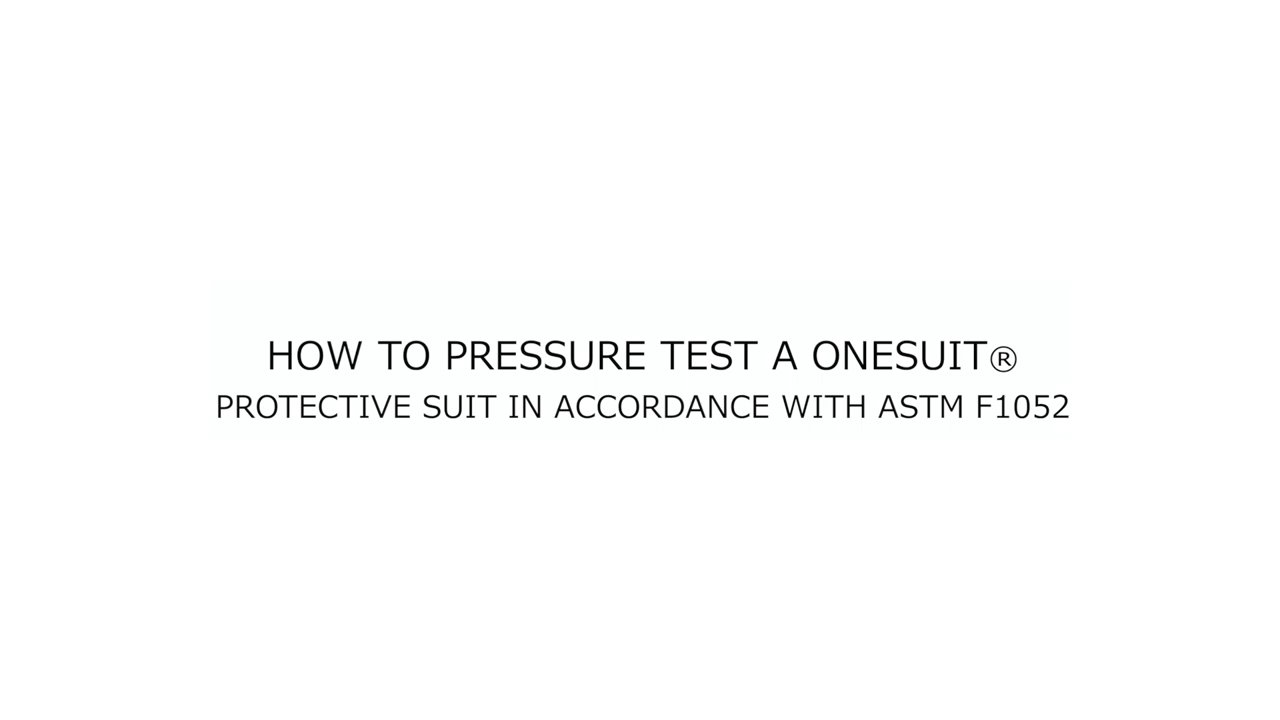 HOW TO PRESSURE TEST A ONESUIT®
PROTECTIVE SUIT IN ACCORDANCE WITH ASTM F1052